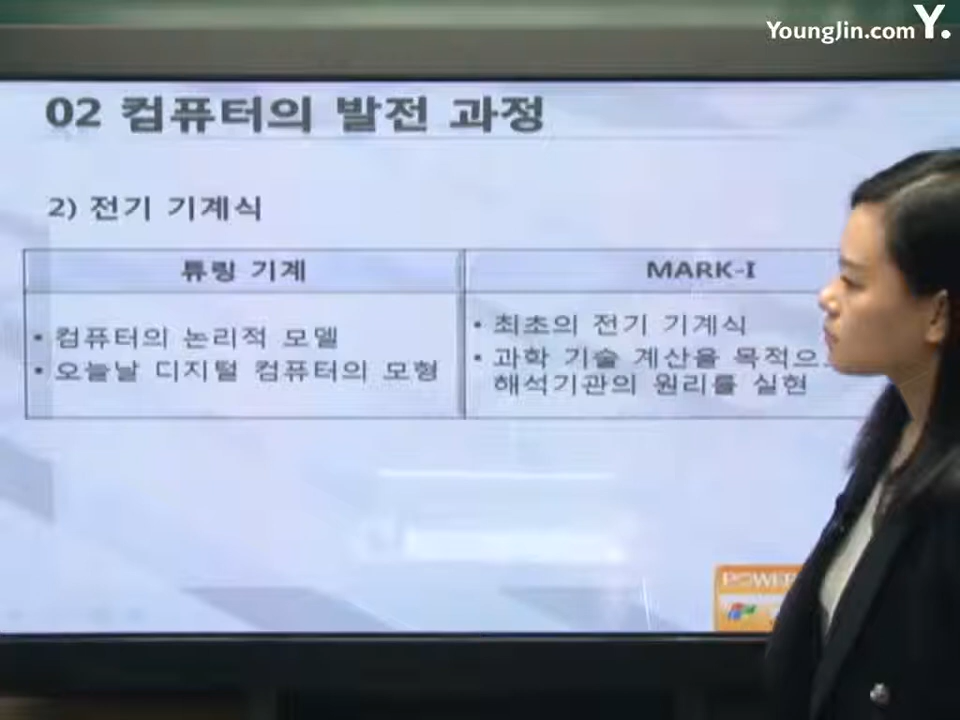 YoungJin.com Y.
02 컴퓨터의 발전 과정
2) 전기 기계식
튜링 기계
MARK-I
• 컴퓨터의 논리적 모델
• 오늘날 디지털 컴퓨터의 모형
• 최초의 전기 기계식
• 과학 기술 계산을 목적으
해석기관의 원리를 실현
POWER